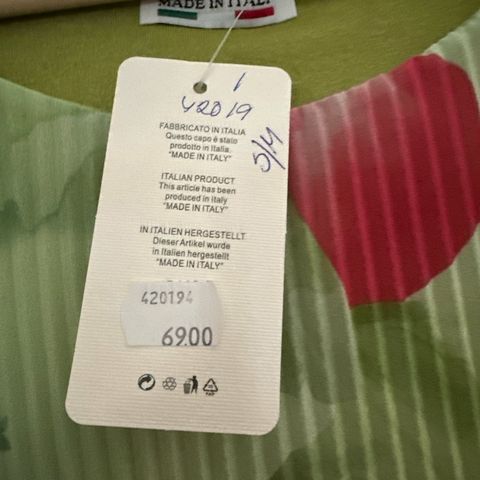 MADE IN ITALY
42019
S/M
FABBRICATO IN ITALIA
Questo capo è stato
prodotto in Italia.
"MADE IN ITALY"
ITALIAN PRODUCT
This article has been
produced in italy
"MADE IN ITALY"
IN ITALIEN HERGESTELLT
Dieser Artikel wurde
in Italien hergestellt
"MADE IN ITALY"
420194
69.00